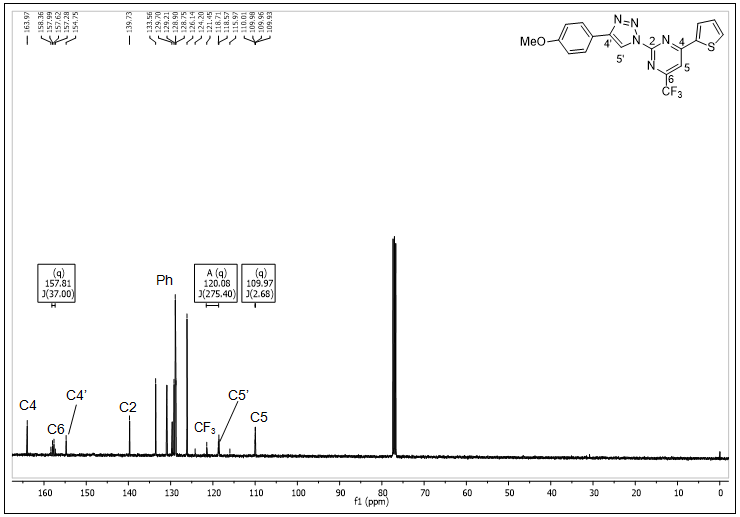 163.97
158.36
157.99
157.62
157.28
154.75
139.73
133.56
129.70
129.21
128.90
128.75
126.14
124.20
121.45
118.71
118.57
115.97
110.01
109.98
109.96
109.93
MeO
N
N
N
4'
5'
2
N
N
4
5
6
S
CF3
(q)
157.81
J(37.00)
Ph
A (q)
120.08
J(275.40)
(q)
109.97
J(2.68)
C4
C6
C4'
C2
CF3
C5'
C5
160 150 140 130 120 110 100 90 80 70 60 50 40 30 20 10 0
f1 (ppm)